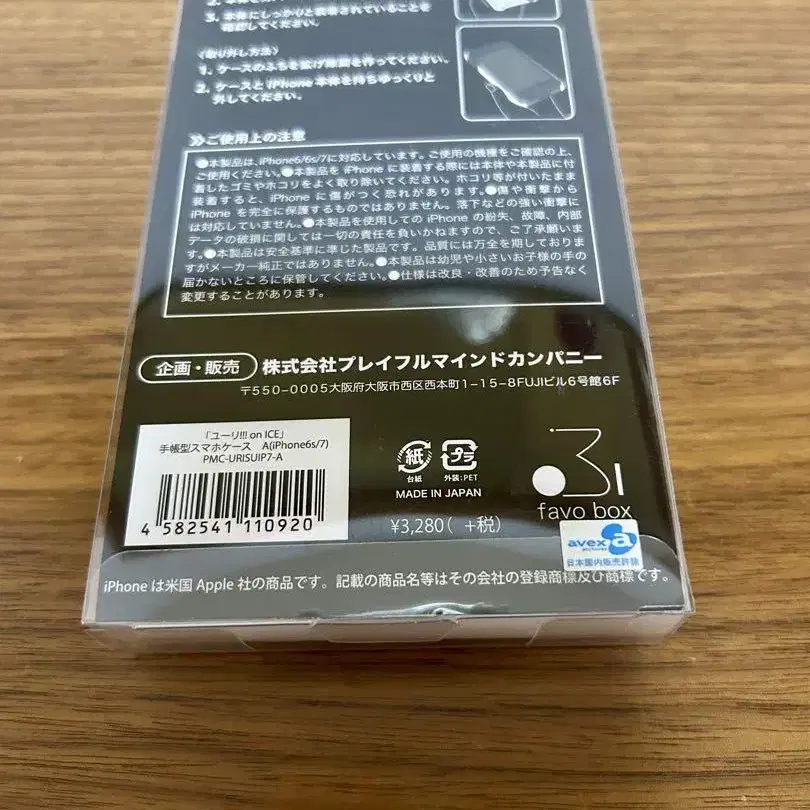 3. 本体にしっかりと装着されていることを
確認してください。
〈取り外し方法〉
1. ケースのふちを拡げ隙間を作ってください。
2. ケースと iPhone 本体を持ちゆっくりと
外してください。
ご使用上の注意
●本製品は、iPhone6/6s/7に対応しています。ご使用の機種をご確認の上、
ご使用ください。●本製品を iPhone に装着する際には本体や本製品に付
着したゴミやホコリをよく取り除いてください。ホコリ等が付いたまま
装着すると、iPhone に傷がつく恐れがあります。●傷や衝撃から
iPhone を完全に保護するものではありません。落下などの強い衝撃に
は対応していません。●本製品を使用しての iPhone の紛失、故障、内部
データの破損に関しては一切の責任を負いかねますので、ご了承願いま
す。●本製品は安全基準に準じた製品です。品質には万全を期しておりま
すがメーカー純正ではありません。●本製品は幼児や小さいお子様の手の
届かないところに保管してください。●仕様は改良・改善のため予告なく
変更することがあります。
企画・販売 株式会社プレイフルマインドカンパニー
〒550-0005大阪府大阪市西区西本町1-15-8FUJIビル6号館6F
「ユーリ!!! on ICE」
手帳型スマホケース A(iPhone6s/7)
PMC-URISUIP7-A
4 582541 110920
紙 プラ
台紙 外装:PET
MADE IN JAPAN
¥3,280( +税)
favo box
avex pictures
日本国内販売許諾
iPhone は米国 Apple 社の商品です。記載の商品名等はその会社の登録商標及び商標です。